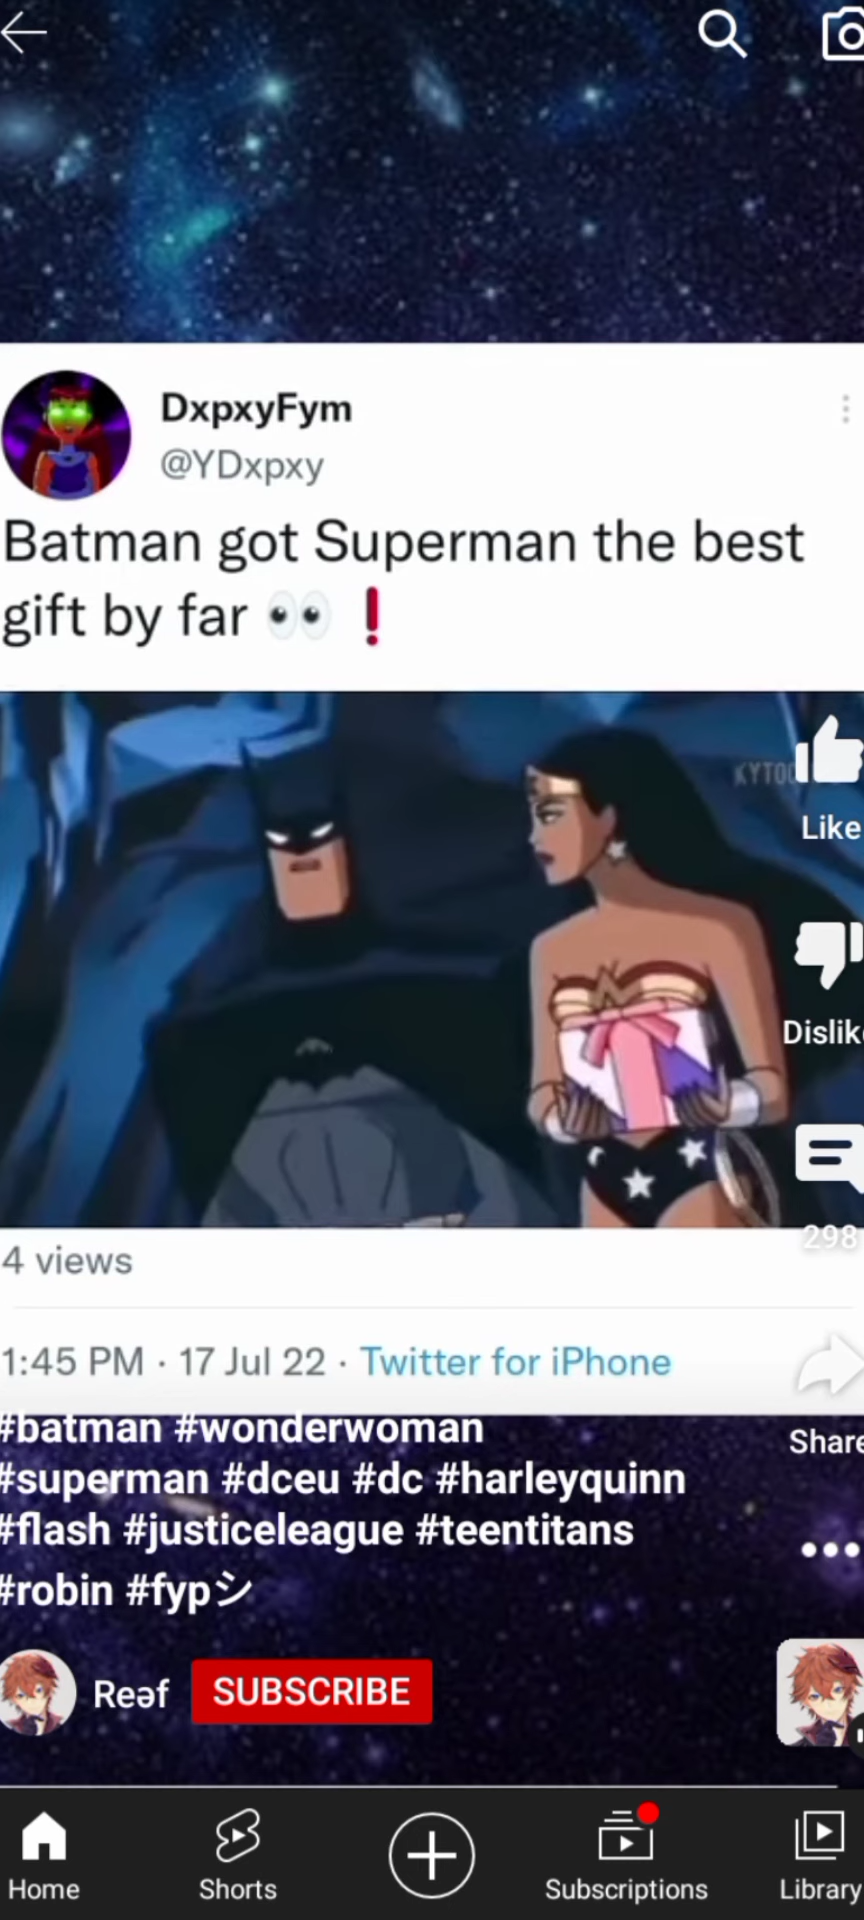 DxpxyFym
@YDxpxy
Batman got Superman the best
gift by far 👀❗
Like
Dislike
298
4 views
1:45 PM · 17 Jul 22 · Twitter for iPhone
Share
#batman #wonderwoman
#superman #dceu #dc #harleyquinn
#flash #justiceleague #teentitans
#robin #fypシ
Reəf
SUBSCRIBE
Home
Shorts
Subscriptions
Library